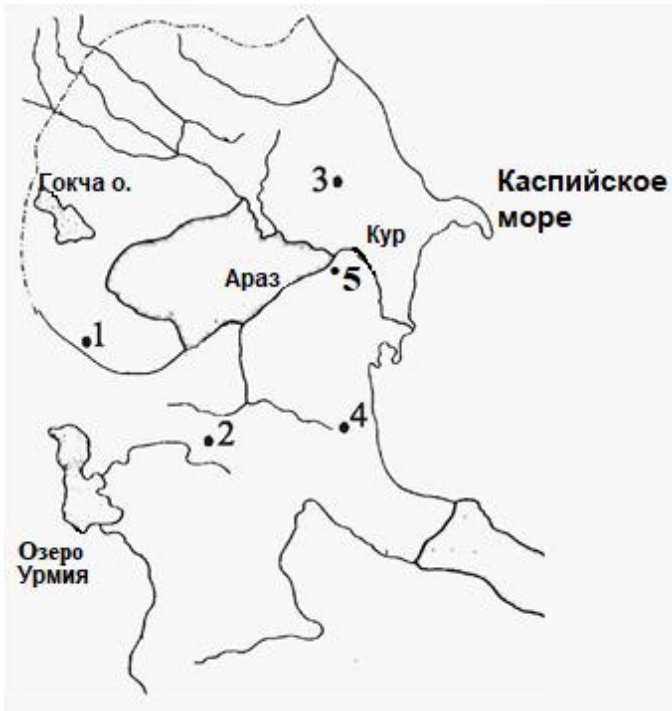 Гокча о.
3
Каспийское
море
Кур
Араз
5
1
4
2
Озеро
Урмия